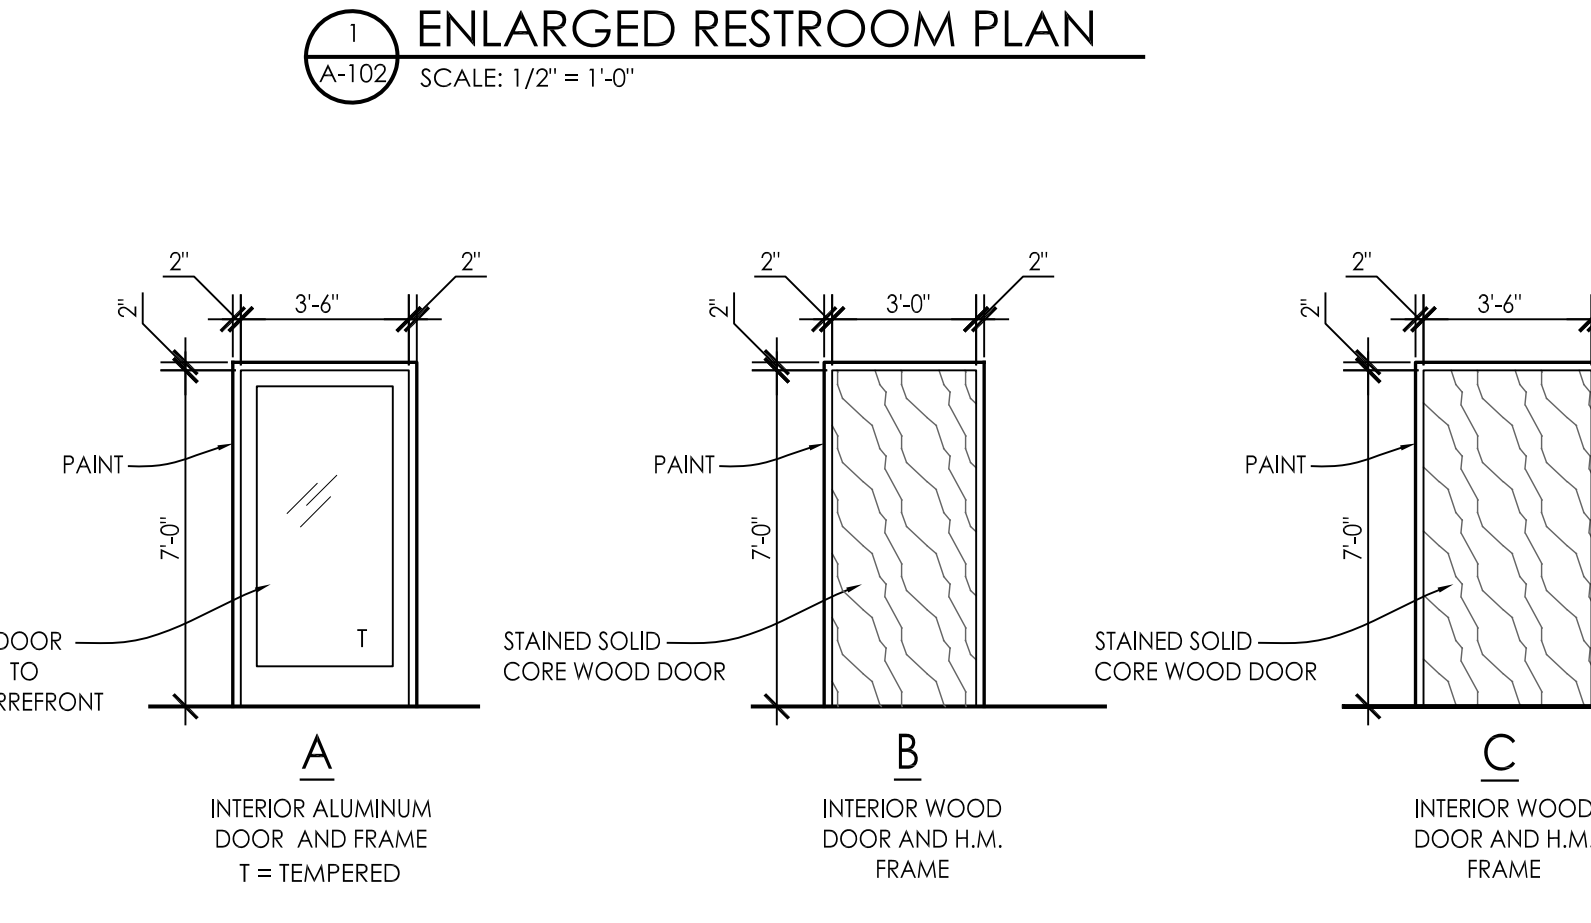 1
A-102
ENLARGED RESTROOM PLAN
SCALE: 1/2" = 1'-0"
2"
2"
2"
3'-6"
PAINT
7'-0"
DOOR
TO
RREFRONT
T
A
INTERIOR ALUMINUM
DOOR AND FRAME
T = TEMPERED
2"
2"
2"
3'-0"
PAINT
7'-0"
STAINED SOLID
CORE WOOD DOOR
B
INTERIOR WOOD
DOOR AND H.M.
FRAME
2"
2"
3'-6"
PAINT
7'-0"
STAINED SOLID
CORE WOOD DOOR
C
INTERIOR WOOD
DOOR AND H.M.
FRAME